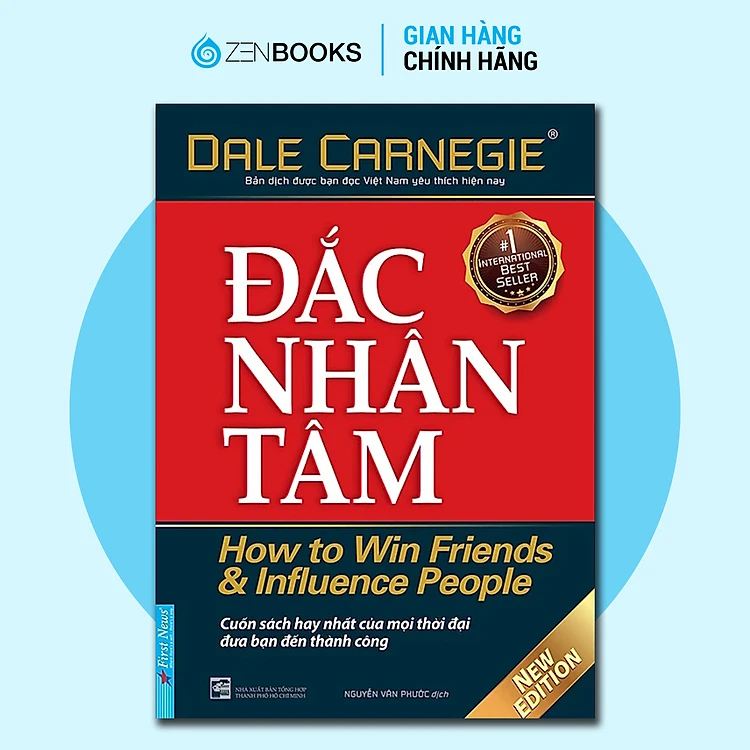 ZENBOOKS
GIAN HÀNG
CHÍNH HÃNG
DALE CARNEGIE®
Bản dịch được bạn đọc Việt Nam yêu thích hiện nay
#1
INTERNATIONAL
BEST
SELLER
ĐẮC
NHÂN
TÂM
How to Win Friends
& Influence People
Cuốn sách hay nhất của mọi thời đại
đưa bạn đến thành công
First News
NEW
EDITION
NHÀ XUẤT BẢN TỔNG HỢP
THÀNH PHỐ HỒ CHÍ MINH
NGUYỄN VĂN PHƯỚC dịch